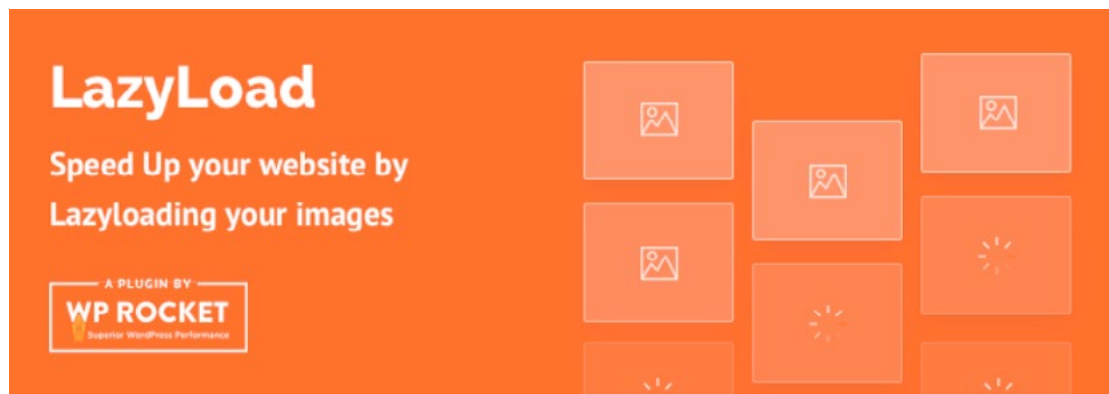 LazyLoad
Speed Up your website by
Lazyloading your images
A PLUGIN BY
WP ROCKET
Superior WordPress Performance